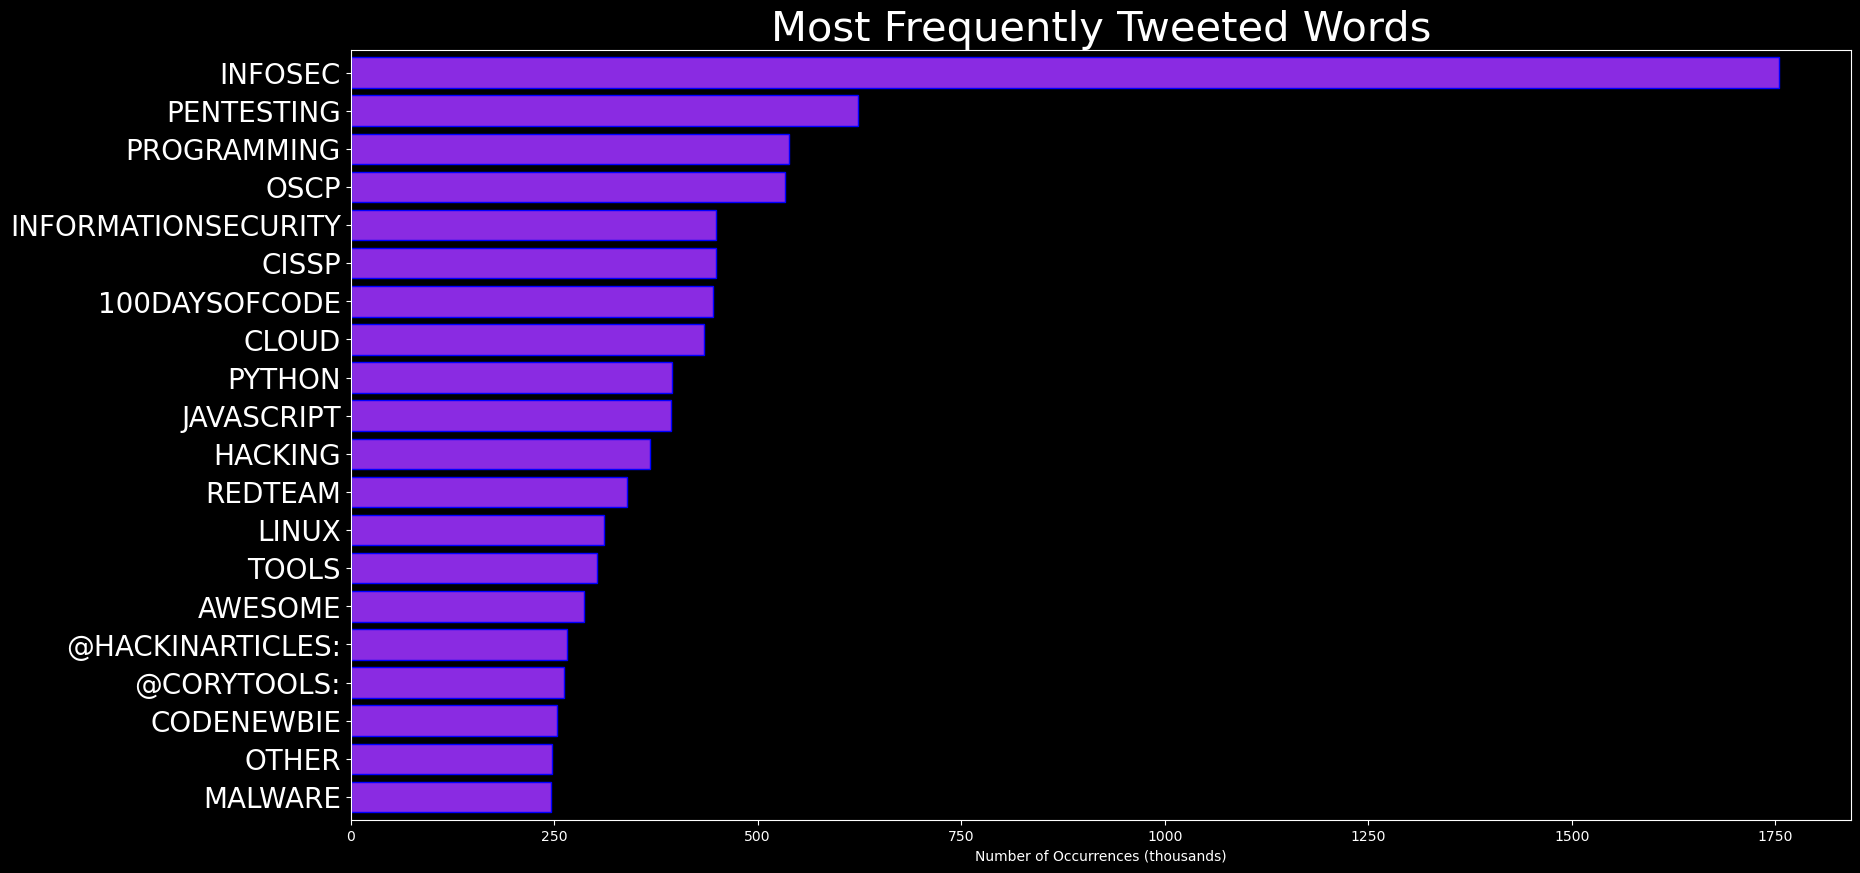 Most Frequently Tweeted Words
INFOSEC
PENTESTING
PROGRAMMING
OSCP
INFORMATIONSECURITY
CISSP
100DAYSOFCODE
CLOUD
PYTHON
JAVASCRIPT
HACKING
REDTEAM
LINUX
TOOLS
AWESOME
@HACKINARTICLES:
@CORYTOOLS:
CODENEWBIE
OTHER
MALWARE
0 250 500 750 1000 1250 1500 1750
Number of Occurrences (thousands)